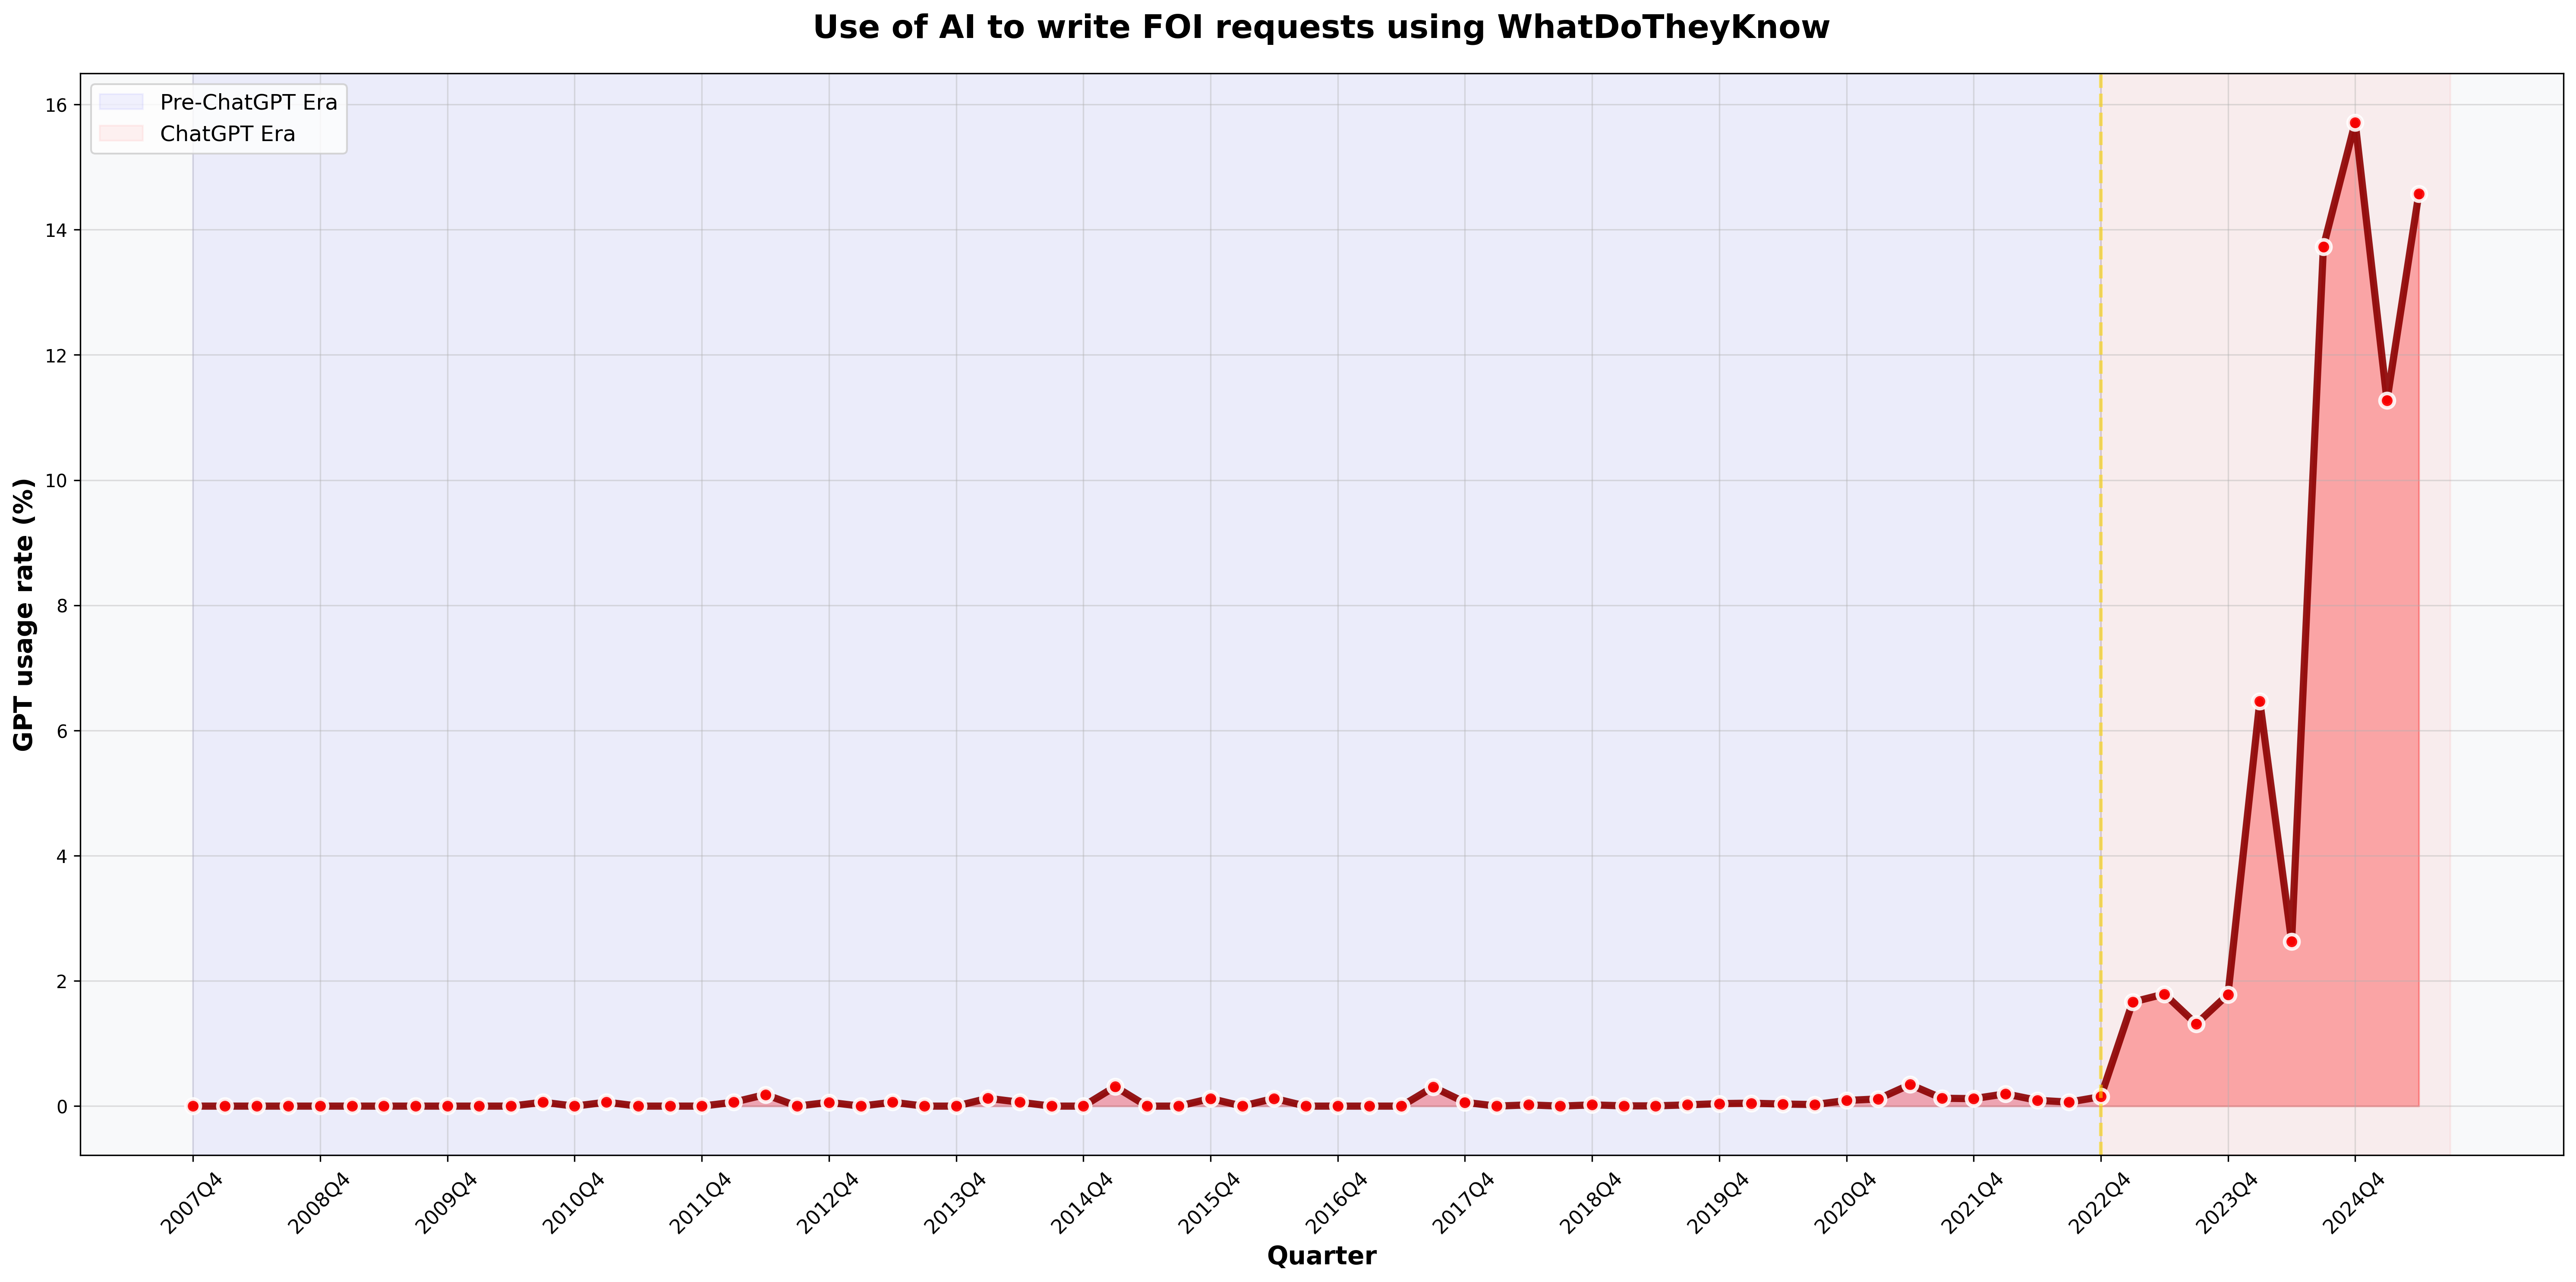 Use of AI to write FOI requests using WhatDoTheyKnow
Pre-ChatGPT Era
ChatGPT Era
GPT usage rate (%)
16
14
12
10
8
6
4
2
0
2007Q4
2008Q4
2009Q4
2010Q4
2011Q4
2012Q4
2013Q4
2014Q4
2015Q4
2016Q4
2017Q4
2018Q4
2019Q4
2020Q4
2021Q4
2022Q4
2023Q4
2024Q4
Quarter